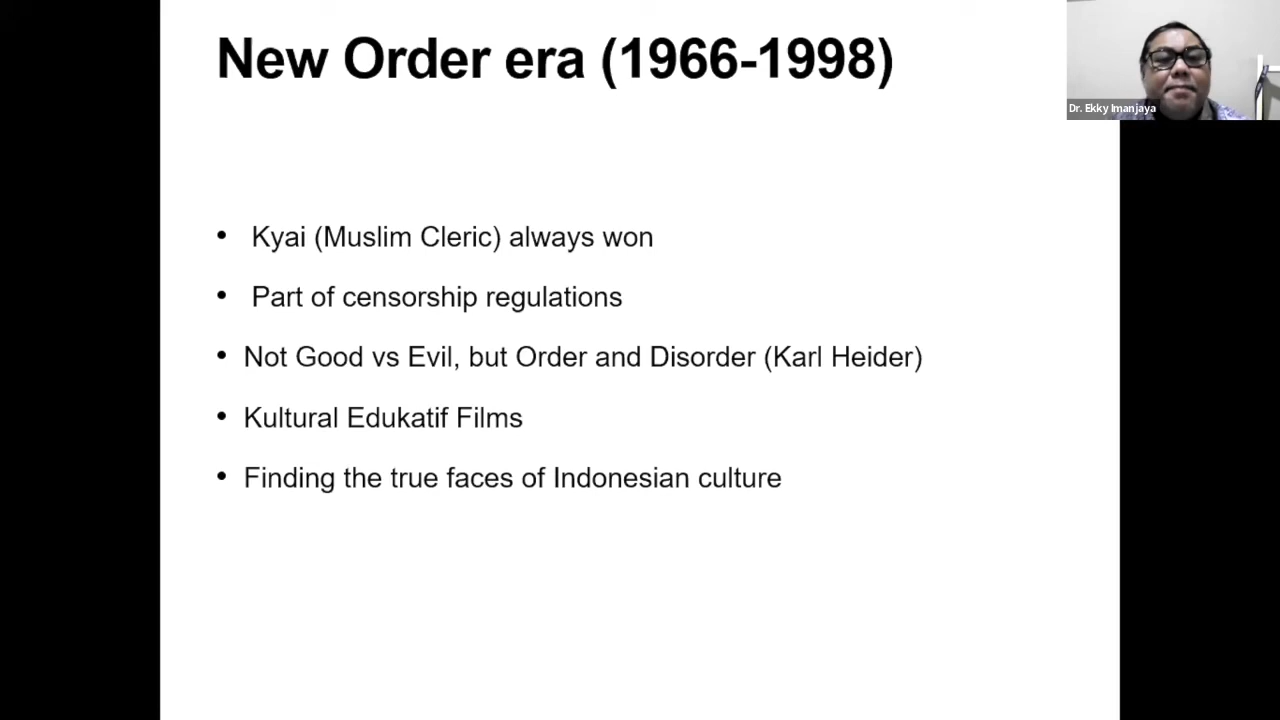 New Order era (1966-1998)
Dr. Ekky Imanjaya
• Kyai (Muslim Cleric) always won
• Part of censorship regulations
• Not Good vs Evil, but Order and Disorder (Karl Heider)
• Kultural Edukatif Films
• Finding the true faces of Indonesian culture